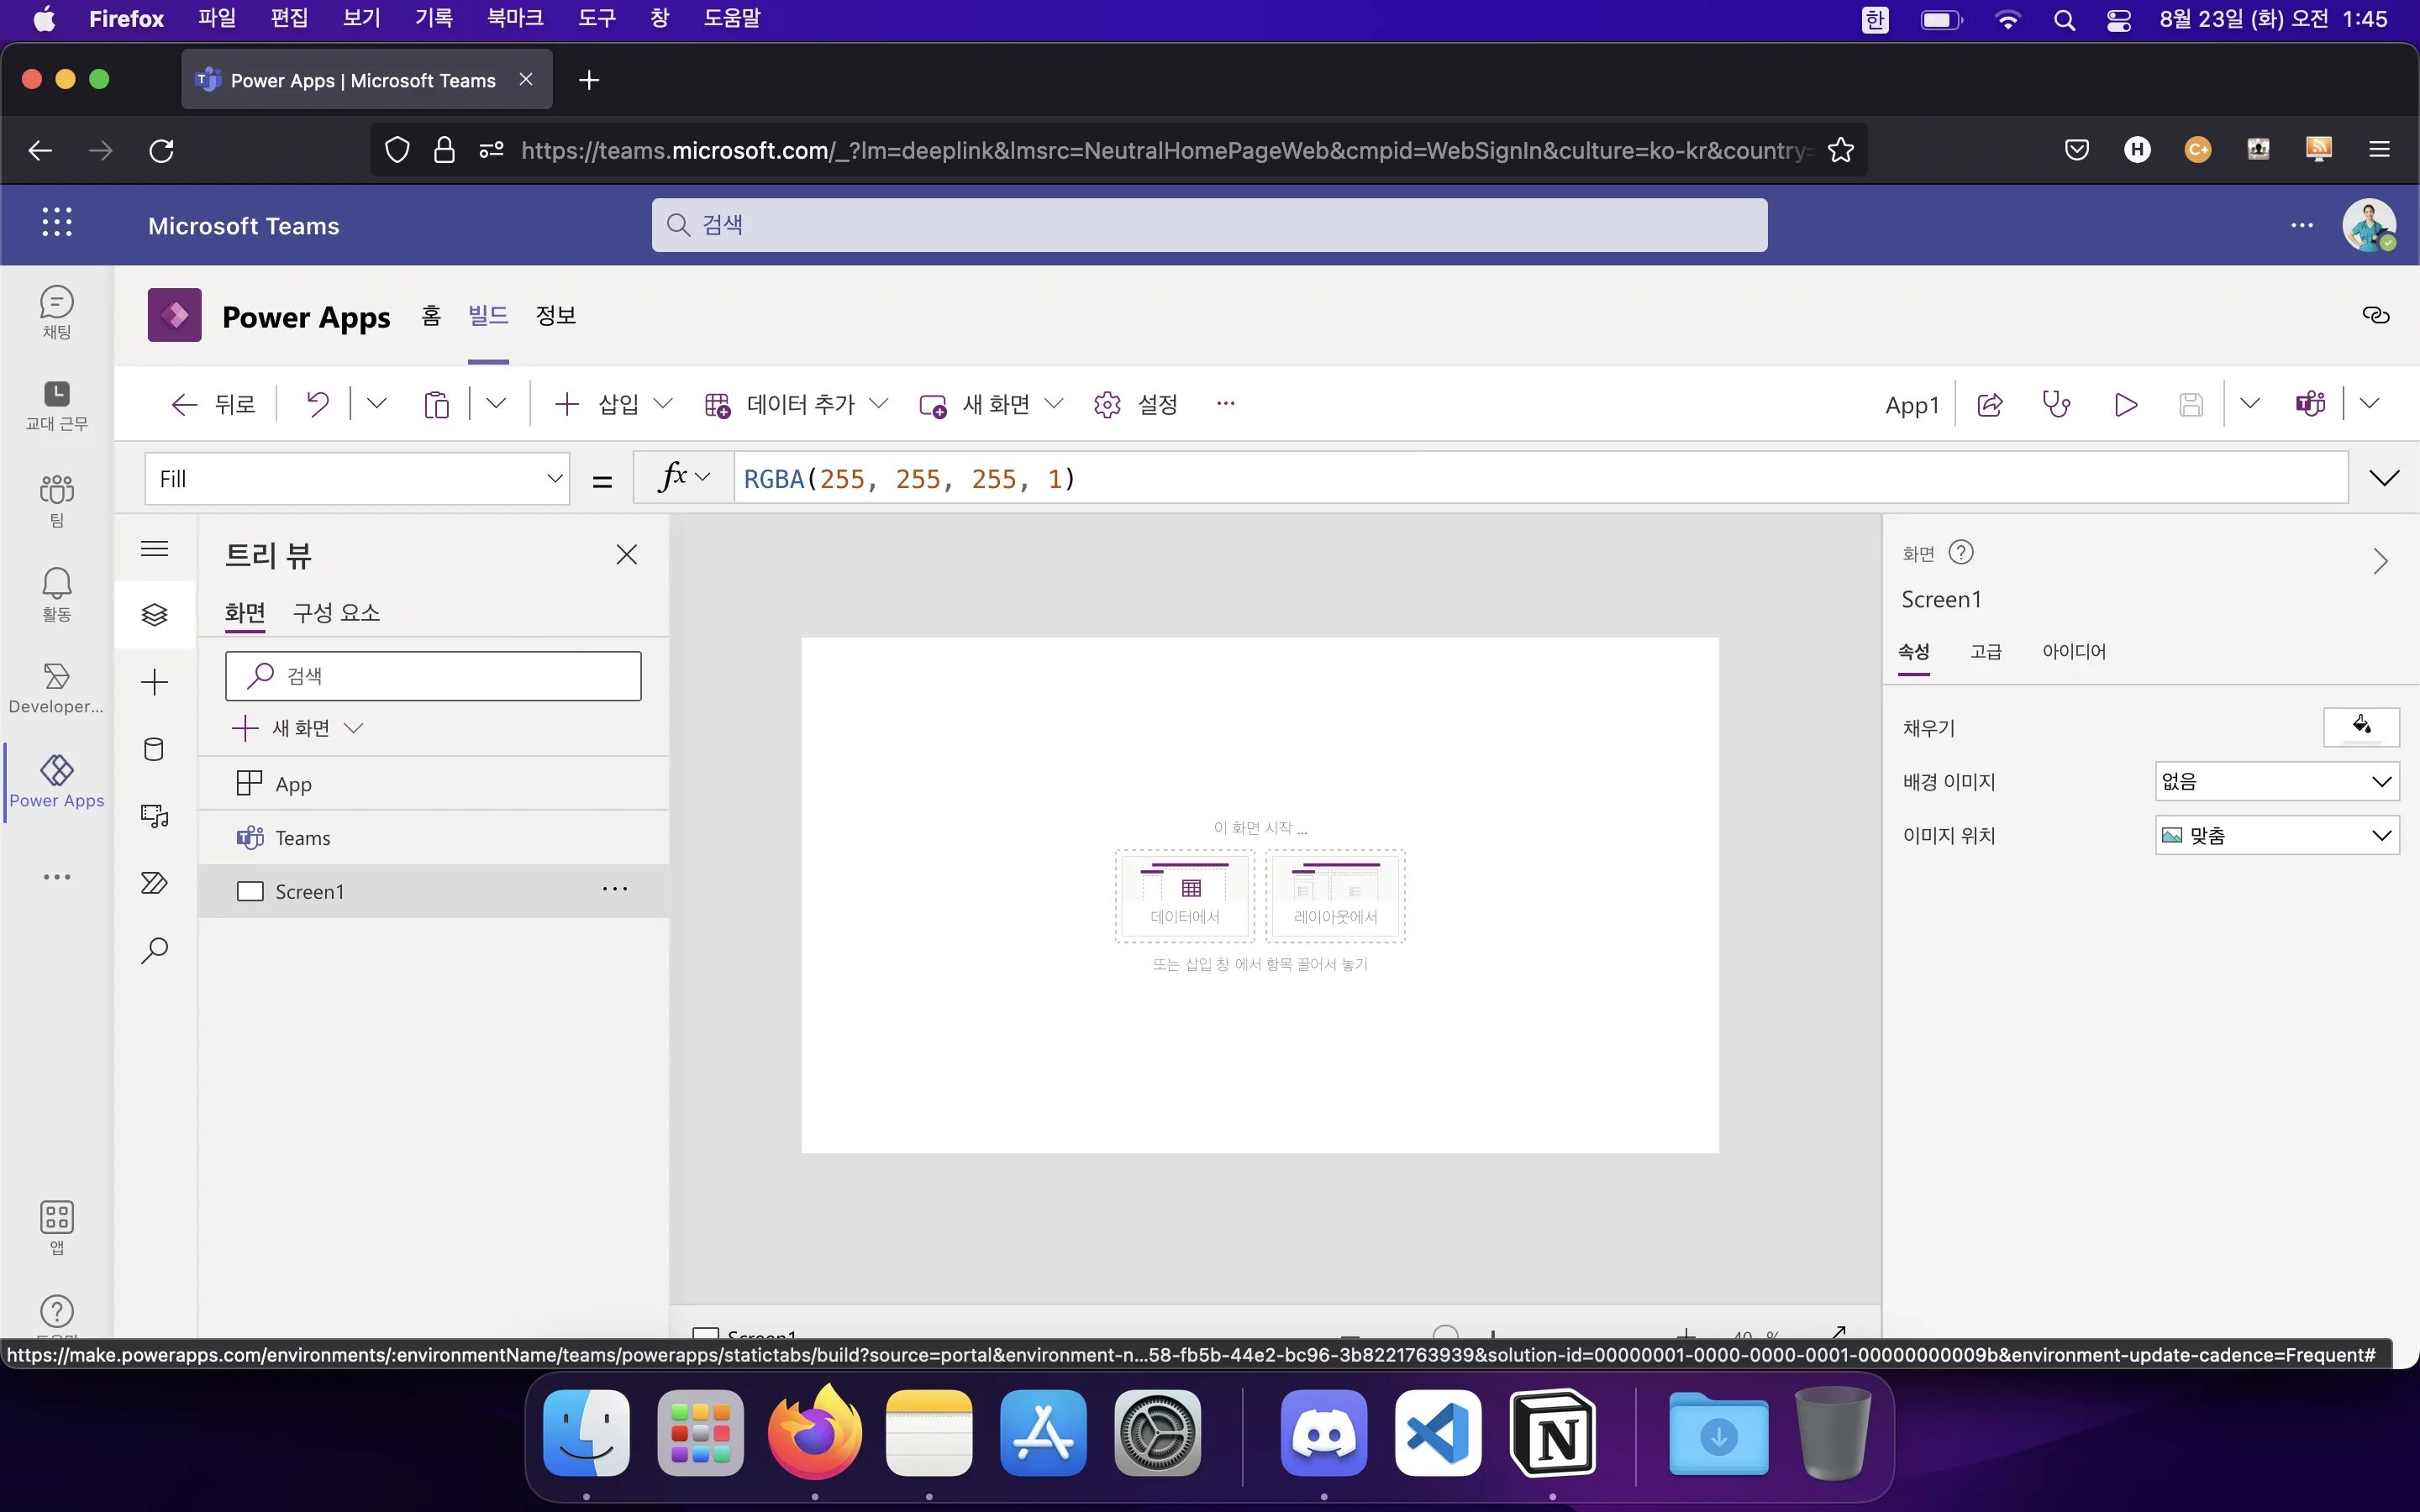 Firefox 파일 편집 보기 기록 북마크 도구 창 도움말 한 8월 23일 (화) 오전 1:45
Power Apps | Microsoft Teams
https://teams.microsoft.com/_?lm=deeplink&lmsrc=NeutralHomePageWeb&cmpid=WebSignIn&culture=ko-kr&country=
Microsoft Teams 검색
채팅
교대 근무
팀
활동
Developer...
Power Apps
앱
Power Apps 홈 빌드 정보
뒤로 삽입 데이터 추가 새 화면 설정 App1
Fill = fx RGBA(255, 255, 255, 1)
트리 뷰
화면 구성 요소
검색
새 화면
App
Teams
Screen1
이 화면 시작 ...
데이터에서 레이아웃에서
또는 삽입 창 에서 항목 끌어서 놓기
화면
Screen1
속성 고급 아이디어
채우기
배경 이미지 없음
이미지 위치 맞춤
Screen1 40 %
https://make.powerapps.com/environments/:environmentName/teams/powerapps/statictabs/build?source=portal&environment-n…58-fb5b-44e2-bc96-3b8221763939&solution-id=00000001-0000-0000-0001-00000000009b&environment-update-cadence=Frequent#